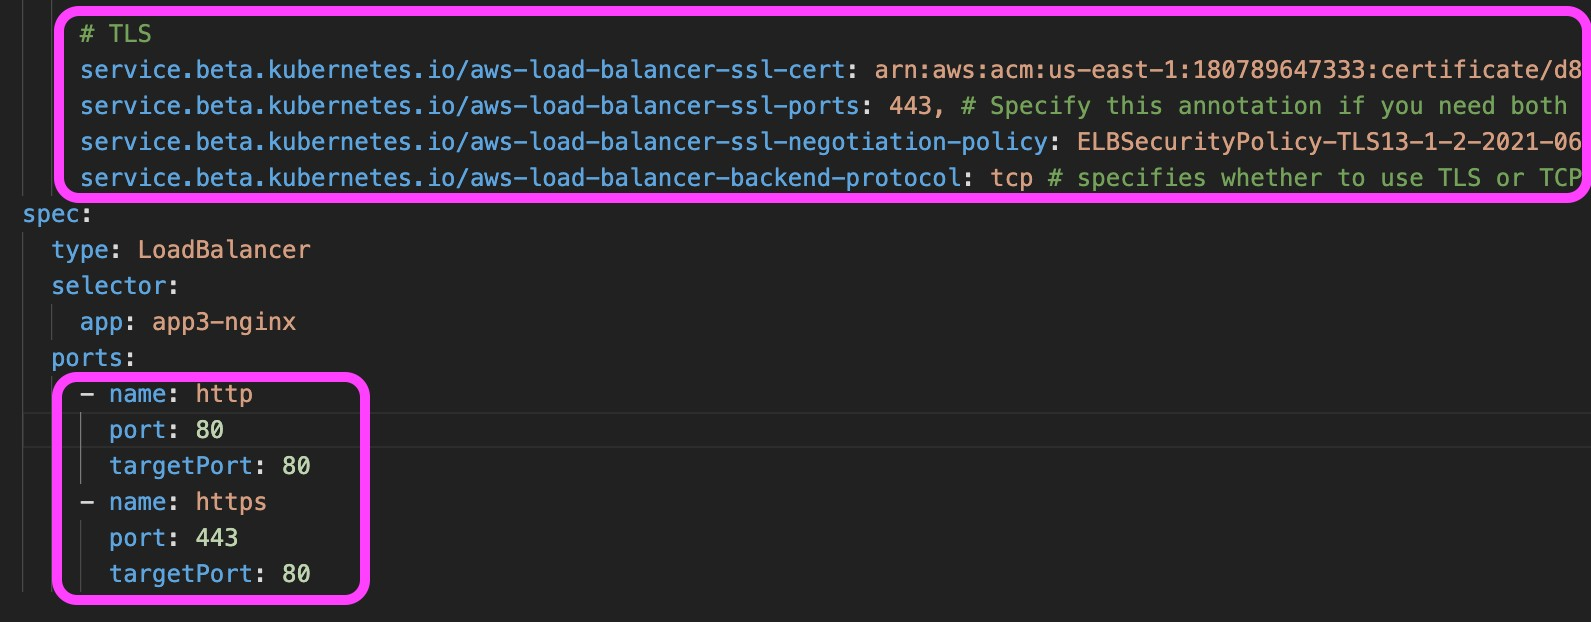 # TLS
service.beta.kubernetes.io/aws-load-balancer-ssl-cert: arn:aws:acm:us-east-1:180789647333:certificate/d8
service.beta.kubernetes.io/aws-load-balancer-ssl-ports: 443, # Specify this annotation if you need both
service.beta.kubernetes.io/aws-load-balancer-ssl-negotiation-policy: ELBSecurityPolicy-TLS13-1-2-2021-06
service.beta.kubernetes.io/aws-load-balancer-backend-protocol: tcp # specifies whether to use TLS or TCP
spec:
type: LoadBalancer
selector:
app: app3-nginx
ports:
- name: http
port: 80
targetPort: 80
- name: https
port: 443
targetPort: 80